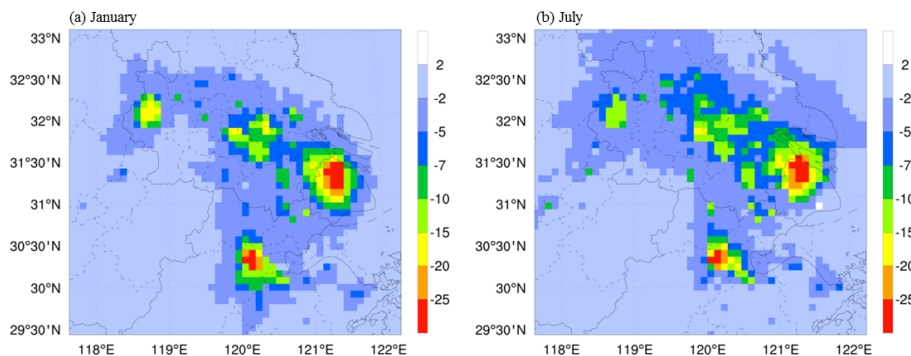 (a) January
(b) July
33°N
32°30'N
32°N
31°30'N
31°N
30°30'N
30°N
29°30'N
118°E
119°E
120°E
121°E
122°E
2
-2
-5
-7
-10
-15
-20
-25
33°N
32°30'N
32°N
31°30'N
31°N
30°30'N
30°N
29°30'N
118°E
119°E
120°E
121°E
122°E
2
-2
-5
-7
-10
-15
-20
-25